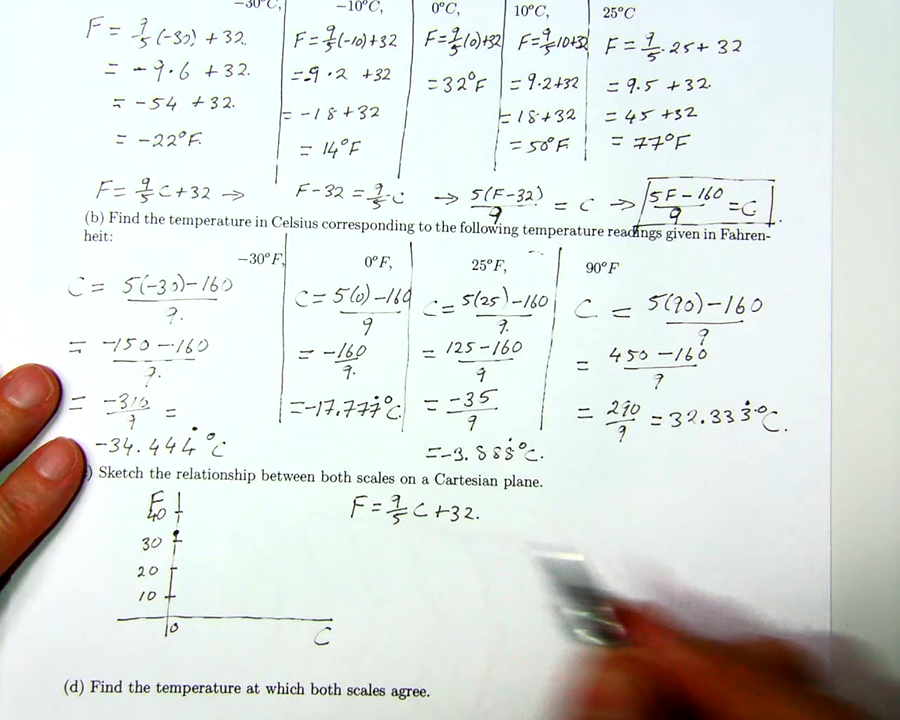 −30°C, −10°C, 0°C, 10°C, 25°C
F = 9/5 (-30) + 32. F = 9/5 (-10) + 32 F = 9/5 (0) + 32 F = 9/5 10 + 32 F = 9/5 · 25 + 32
= -9·6 + 32. = -9·2 + 32 = 32°F = 9.2 + 32 = 9.5 + 32.
= -54 + 32. = -18 + 32 = 18 + 32 = 45 + 32
= -22°F. = 14°F = 50°F = 77°F
F = 9/5 C + 32 → F - 32 = 9/5 · C → 5(F-32)/9 = C → 5F - 160/9 = C.
(b) Find the temperature in Celsius corresponding to the following temperature readings given in Fahren-
heit:
−30°F, 0°F, 25°F, 90°F
C = 5(-30)-160/9. C = 5(0)-160/9 C = 5(25)-160/9. C = 5(90)-160/9
= -150-160/9. = -160/9. = 125-160/9 = 450-160/9
= -310/9 = = -17.777̇°C. = -35/9 = 290/9 = 32.333̇°C.
-34.444̇°C = -3.888̇°C.
) Sketch the relationship between both scales on a Cartesian plane.
F F = 9/5 C + 32.
40
30
20
10
0 C
(d) Find the temperature at which both scales agree.